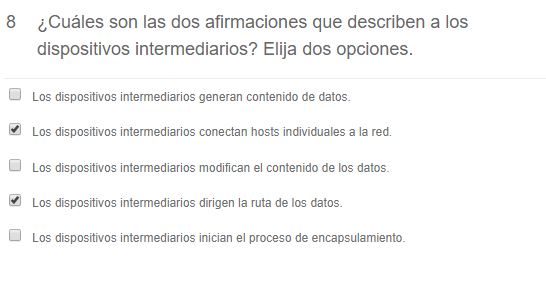 8 ¿Cuáles son las dos afirmaciones que describen a los
dispositivos intermediarios? Elija dos opciones.
Los dispositivos intermediarios generan contenido de datos.
Los dispositivos intermediarios conectan hosts individuales a la red.
Los dispositivos intermediarios modifican el contenido de los datos.
Los dispositivos intermediarios dirigen la ruta de los datos.
Los dispositivos intermediarios inician el proceso de encapsulamiento.